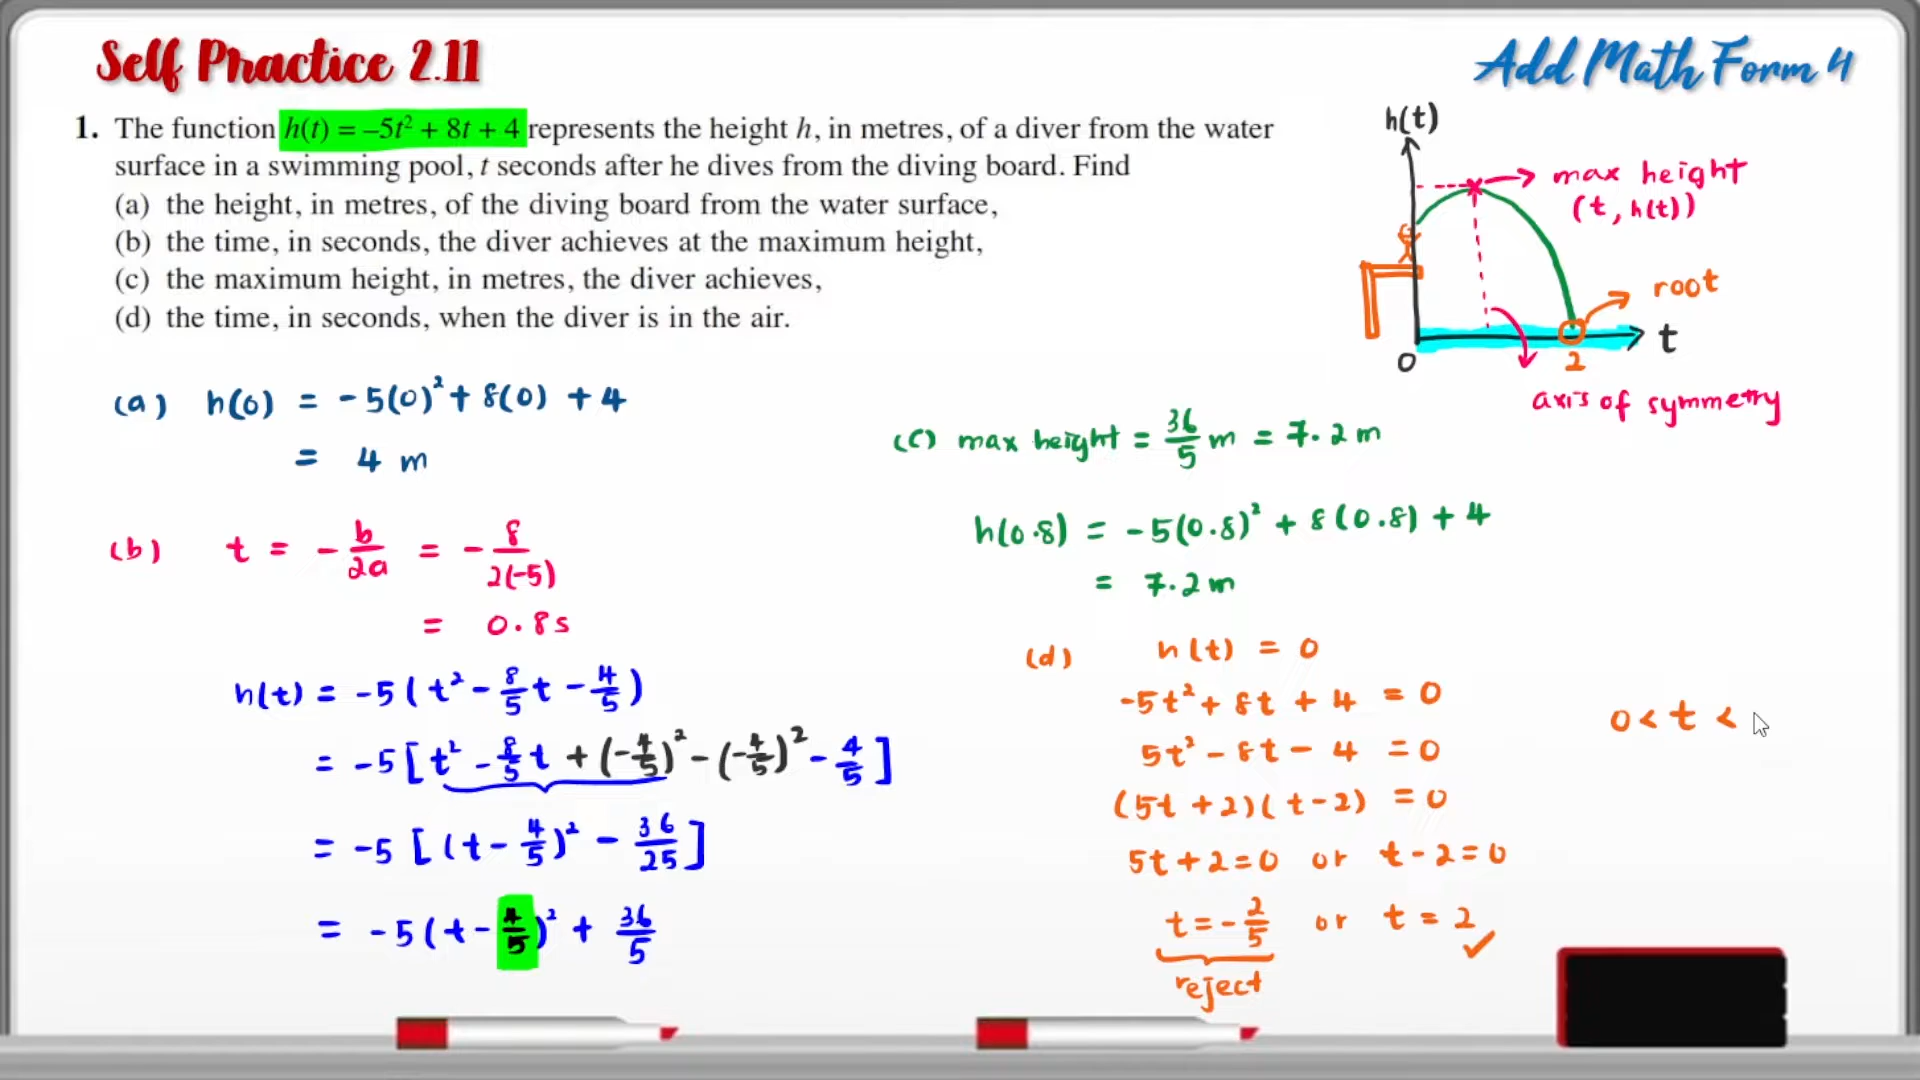 Self Practice 2.11
Add Math Form 4
1. The function h(t) = –5t² + 8t + 4 represents the height h, in metres, of a diver from the water
surface in a swimming pool, t seconds after he dives from the diving board. Find
(a) the height, in metres, of the diving board from the water surface,
(b) the time, in seconds, the diver achieves at the maximum height,
(c) the maximum height, in metres, the diver achieves,
(d) the time, in seconds, when the diver is in the air.
h(t)
max height
(t, h(t))
root
t
0
2
axis of symmetry
(a) h(0) = -5(0)² + 8(0) + 4
= 4 m
(b) t = -b/2a = -8/2(-5)
= 0.8s
h(t) = -5(t² - 8/5t - 4/5)
= -5[t² - 8/5t + (-4/5)² - (-4/5)² - 4/5]
= -5[(t - 4/5)² - 36/25]
= -5(t - 4/5)² + 36/5
(c) max height = 36/5 m = 7.2 m
h(0.8) = -5(0.8)² + 8(0.8) + 4
= 7.2 m
(d) h(t) = 0
-5t² + 8t + 4 = 0
5t² - 8t - 4 = 0
(5t + 2)(t - 2) = 0
5t + 2 = 0 or t - 2 = 0
t = -2/5 or t = 2 ✓
reject
0 < t <